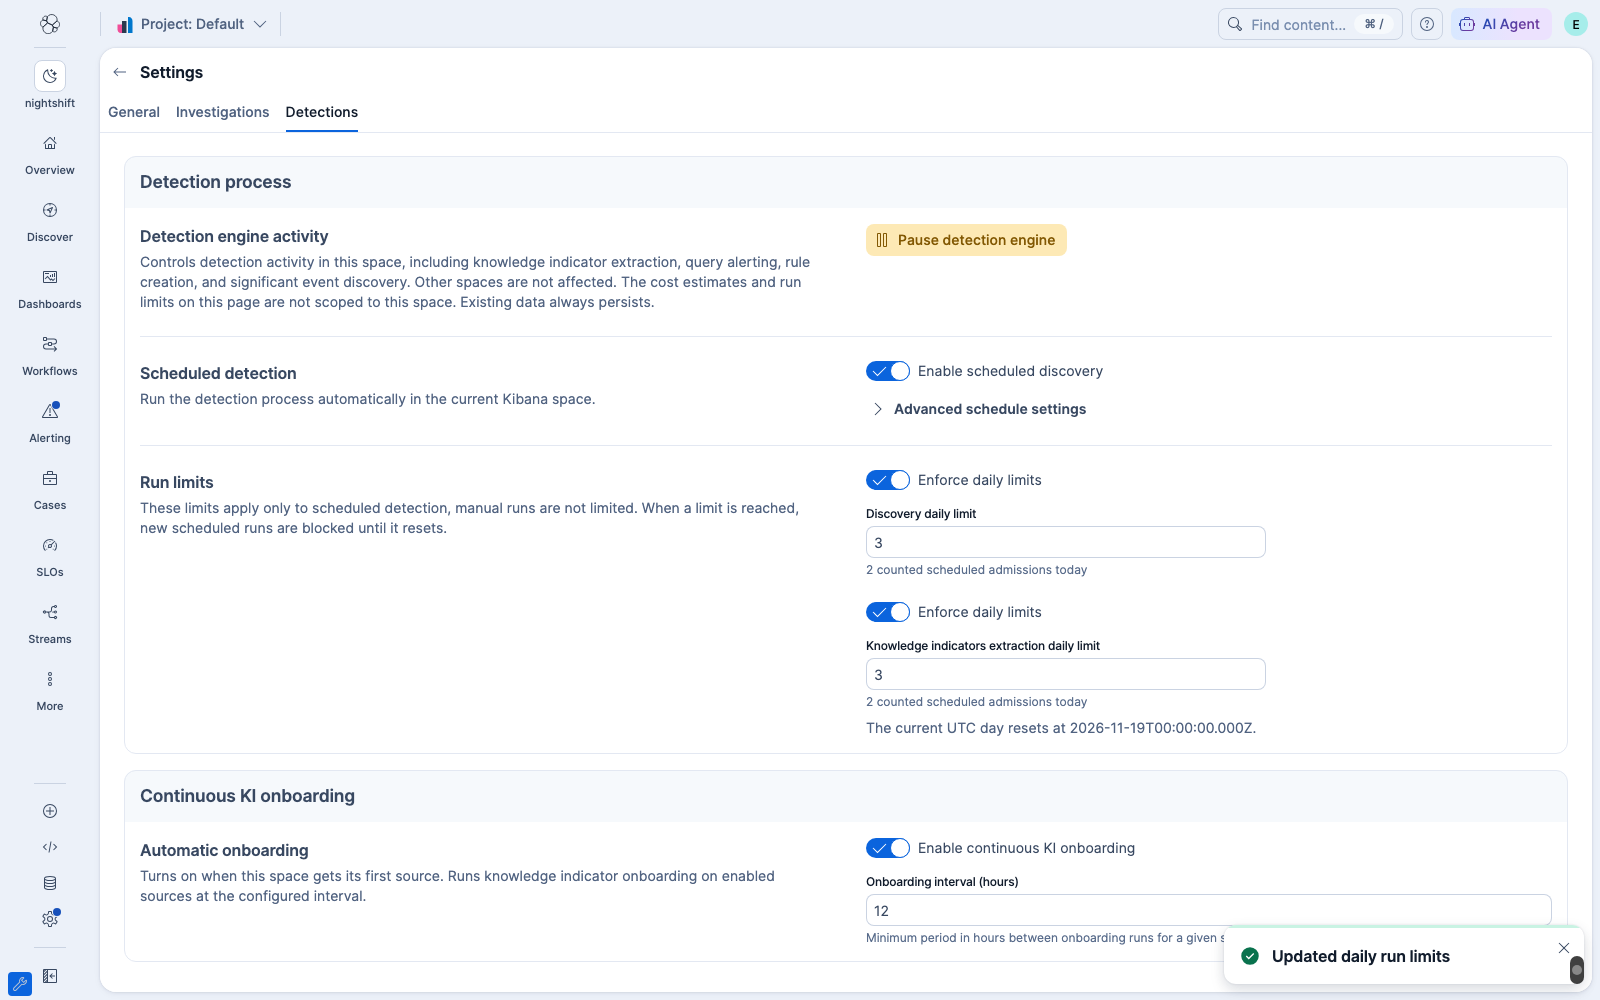 Project: Default
Find content...
⌘ /
AI Agent
E
Settings
nightshift
General
Investigations
Detections
Overview
Discover
Dashboards
Workflows
Alerting
Cases
SLOs
Streams
More
Detection process
Detection engine activity
Controls detection activity in this space, including knowledge indicator extraction, query alerting, rule
creation, and significant event discovery. Other spaces are not affected. The cost estimates and run
limits on this page are not scoped to this space. Existing data always persists.
Pause detection engine
Scheduled detection
Run the detection process automatically in the current Kibana space.
Enable scheduled discovery
Advanced schedule settings
Run limits
These limits apply only to scheduled detection, manual runs are not limited. When a limit is reached,
new scheduled runs are blocked until it resets.
Enforce daily limits
Discovery daily limit
3
2 counted scheduled admissions today
Enforce daily limits
Knowledge indicators extraction daily limit
3
2 counted scheduled admissions today
The current UTC day resets at 2026-11-19T00:00:00.000Z.
Continuous KI onboarding
Automatic onboarding
Turns on when this space gets its first source. Runs knowledge indicator onboarding on enabled
sources at the configured interval.
Enable continuous KI onboarding
Onboarding interval (hours)
12
Minimum period in hours between onboarding runs for a given
Updated daily run limits